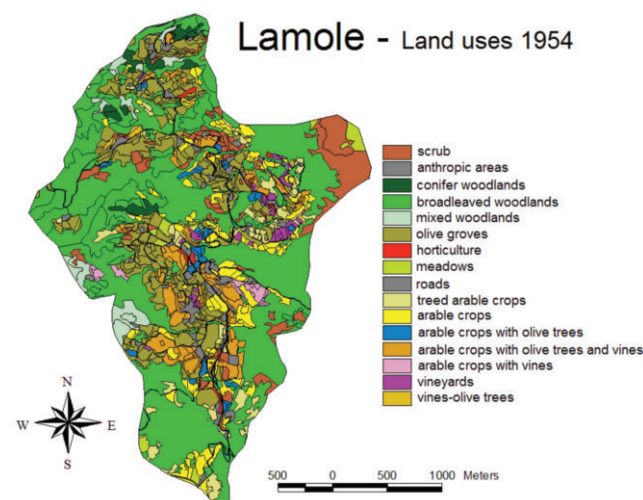 Lamole - Land uses 1954
scrub
anthropic areas
conifer woodlands
broadleaved woodlands
mixed woodlands
olive groves
horticulture
meadows
roads
treed arable crops
arable crops
arable crops with olive trees
arable crops with olive trees and vines
arable crops with vines
vineyards
vines-olive trees
N
W E
S
500 0 500 1000 Meters